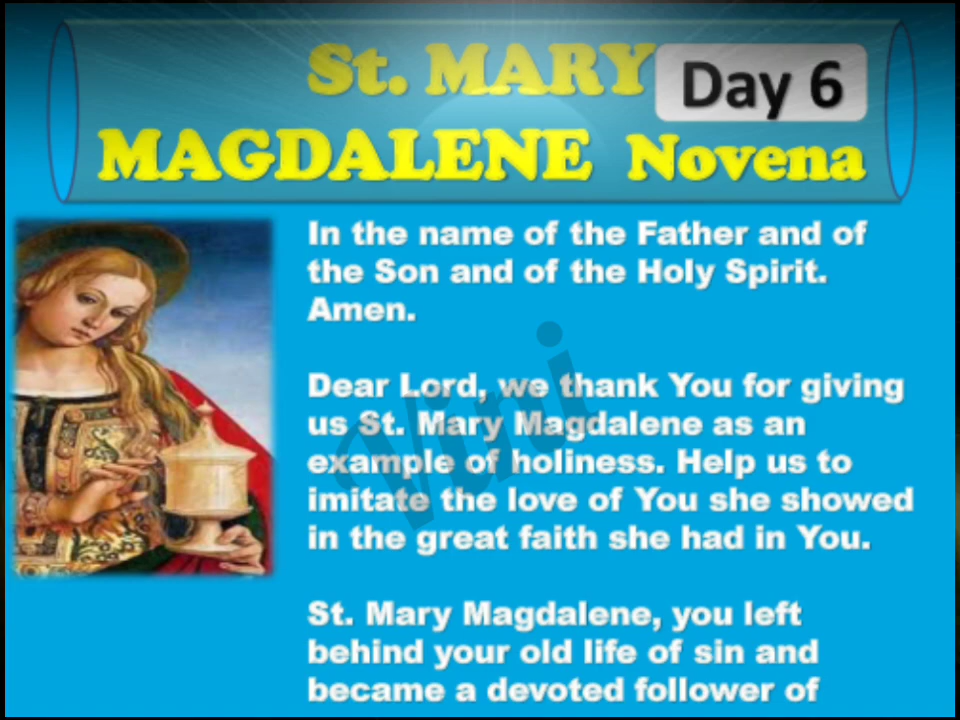 St. MARY Day 6
MAGDALENE Novena
In the name of the Father and of
the Son and of the Holy Spirit.
Amen.
Dear Lord, we thank You for giving
us St. Mary Magdalene as an
example of holiness. Help us to
imitate the love of You she showed
in the great faith she had in You.
St. Mary Magdalene, you left
behind your old life of sin and
became a devoted follower of
Vini